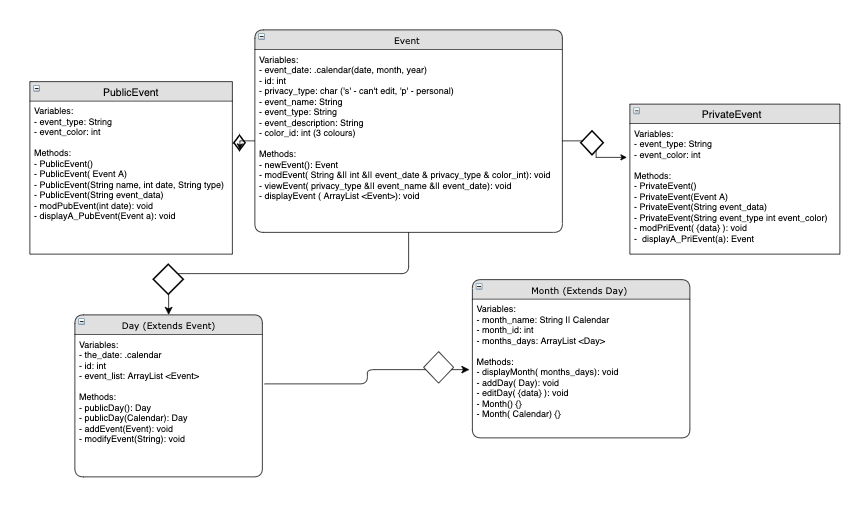 Event
Variables:
- event_date: .calendar(date, month, year)
- id: int
- privacy_type: char ('s' - can't edit, 'p' - personal)
- event_name: String
- event_type: String
- event_description: String
- color_id: int (3 colours)
Methods:
- newEvent(): Event
- modEvent( String &|| int &|| event_date & privacy_type & color_int): void
- viewEvent( privacy_type &|| event_name &|| event_date): void
- displayEvent ( ArrayList <Event>): void
PublicEvent
Variables:
- event_type: String
- event_color: int
Methods:
- PublicEvent()
- PublicEvent( Event A)
- PublicEvent(String name, int date, String type)
- PublicEvent(String event_data)
- modPubEvent(int date): void
- displayA_PubEvent(Event a): void
PrivateEvent
Variables:
- event_type: String
- event_color: int
Methods:
- PrivateEvent()
- PrivateEvent(Event A)
- PrivateEvent(String event_data)
- PrivateEvent(String event_type int event_color)
- modPriEvent( {data} ): void
- displayA_PriEvent(a): Event
Day (Extends Event)
Variables:
- the_date: .calendar
- id: int
- event_list: ArrayList <Event>
Methods:
- publicDay(): Day
- publicDay(Calendar): Day
- addEvent(Event): void
- modifyEvent(String): void
Month (Extends Day)
Variables:
- month_name: String || Calendar
- month_id: int
- months_days: ArrayList <Day>
Methods:
- displayMonth( months_days): void
- addDay( Day): void
- editDay( {data} ): void
- Month() {}
- Month( Calendar) {}